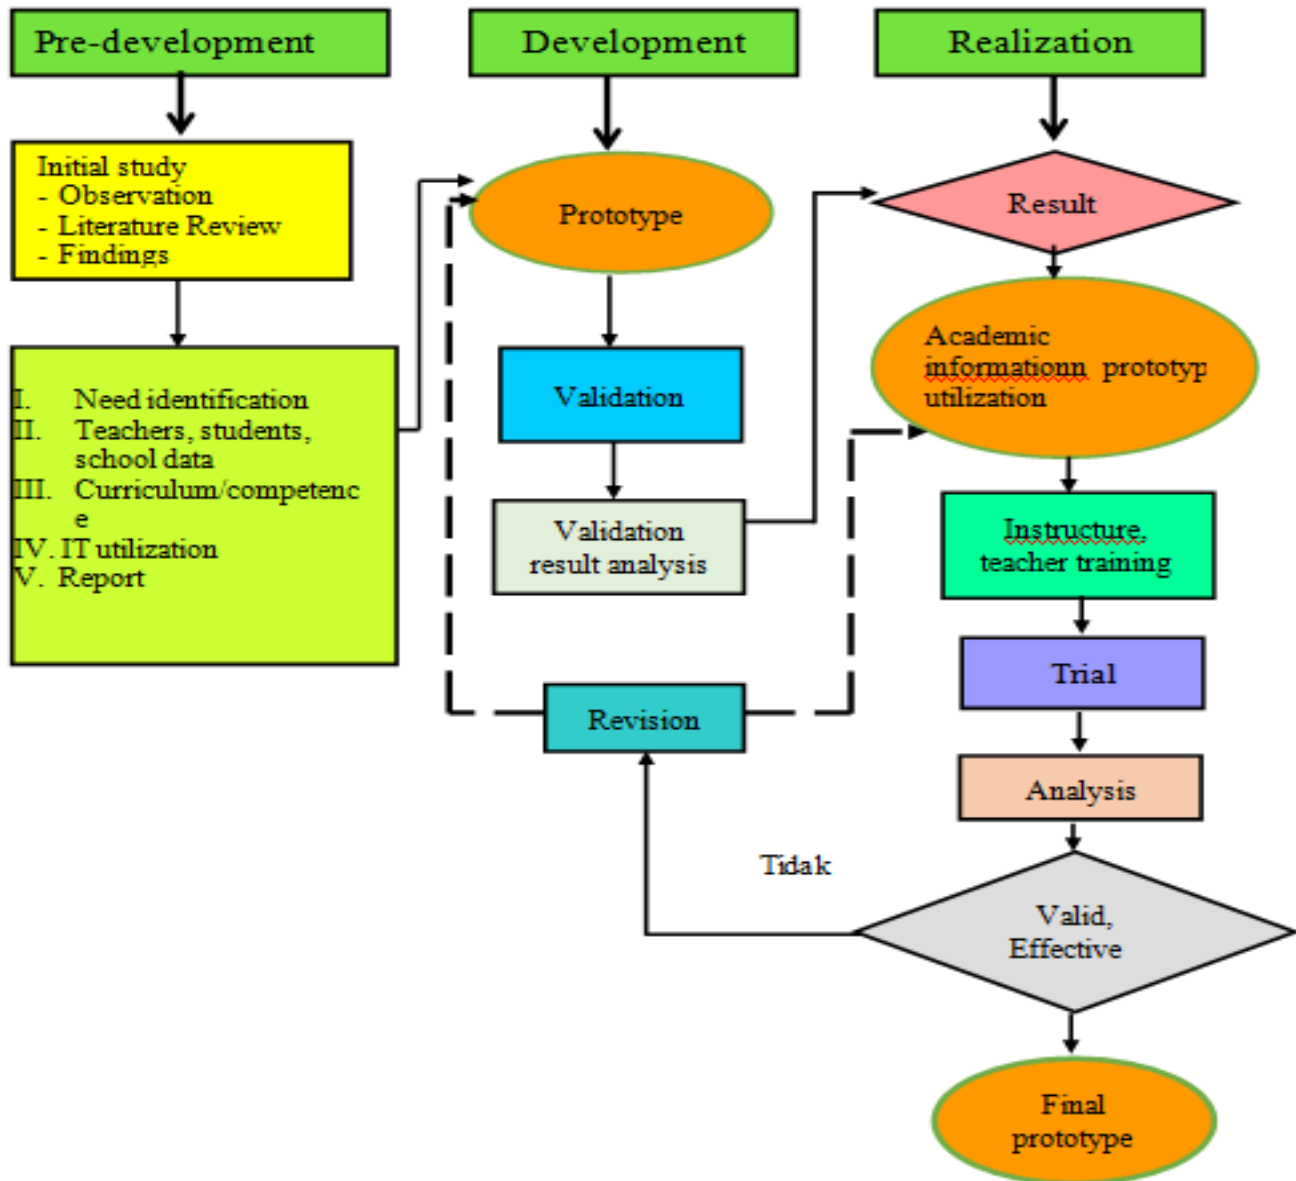 Pre-development
Development
Realization
Initial study
- Observation
- Literature Review
- Findings
I. Need identification
II. Teachers, students,
school data
III. Curriculum/competenc
e
IV. IT utilization
V. Report
Prototype
Validation
Validation
result analysis
Revision
Result
Academic
informationn prototyp
utilization
Instructure,
teacher training
Trial
Analysis
Tidak
Valid,
Effective
Final
prototype